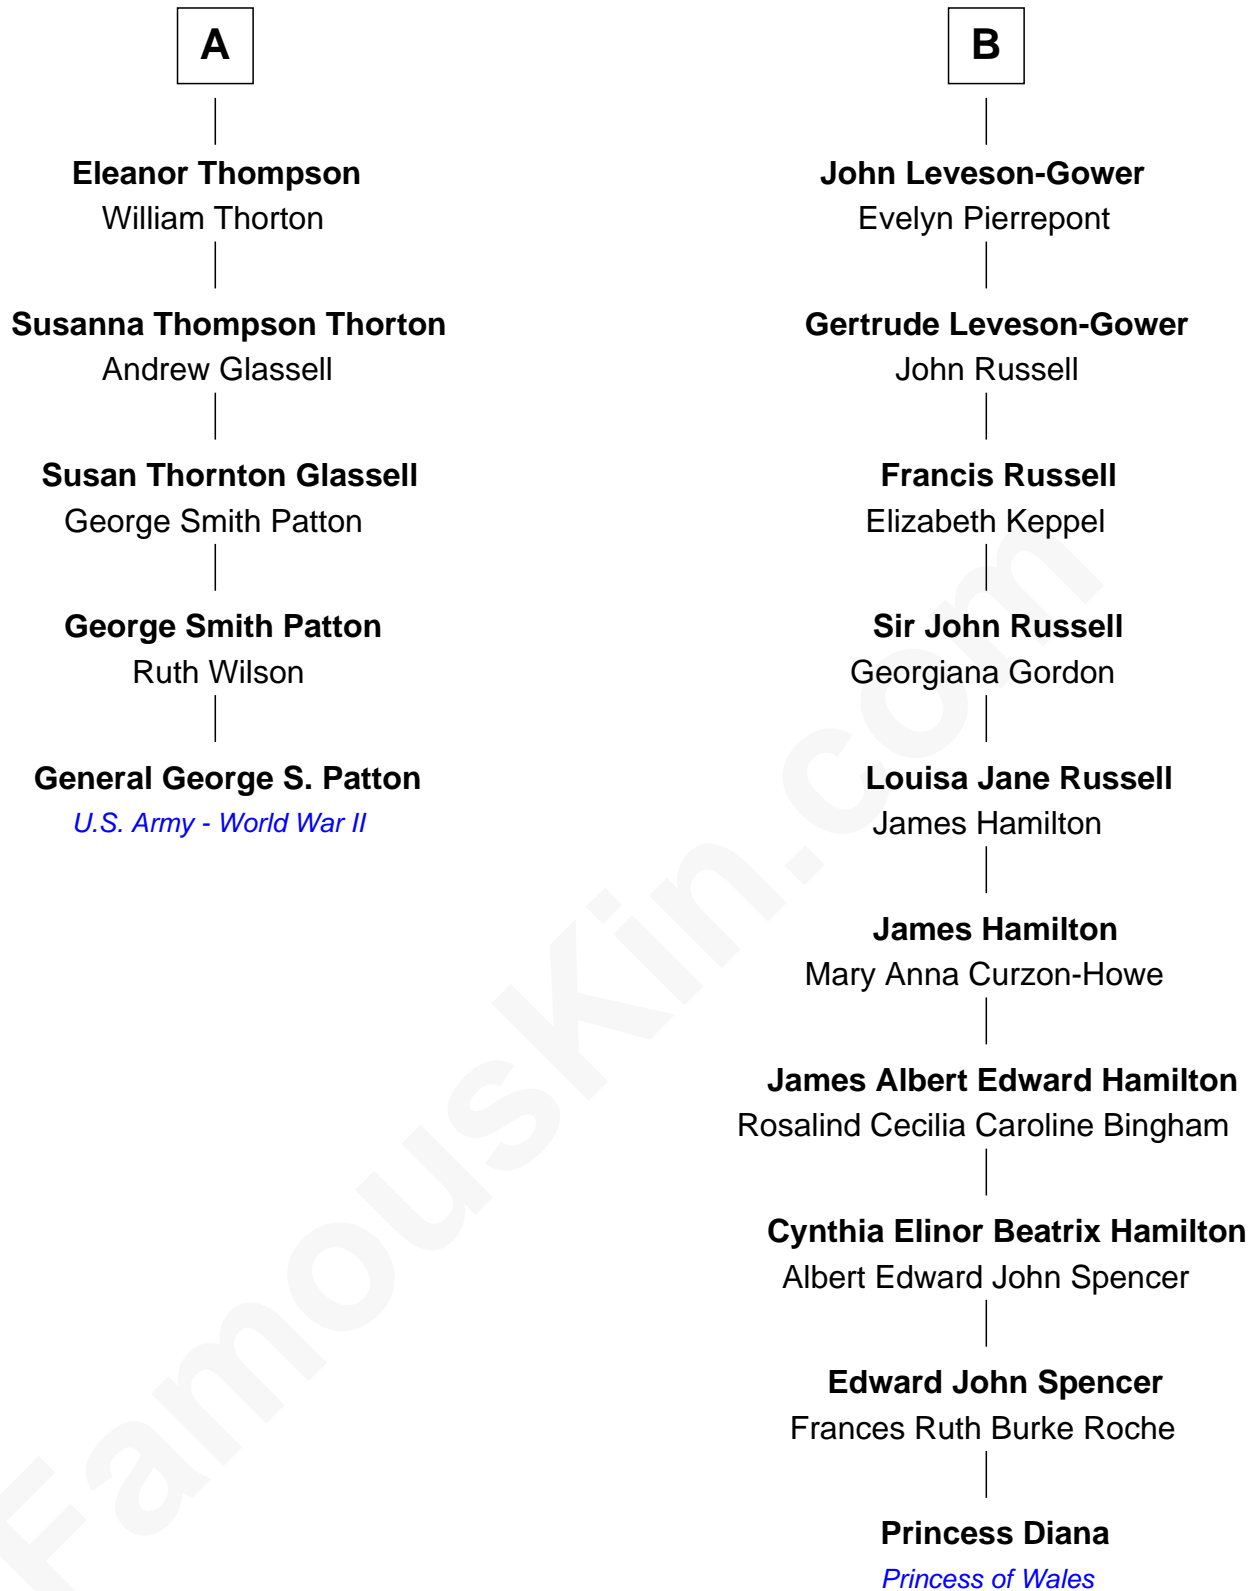 A
Eleanor Thompson
William Thorton
Susanna Thompson Thorton
Andrew Glassell
Susan Thornton Glassell
George Smith Patton
George Smith Patton
Ruth Wilson
General George S. Patton
U.S. Army - World War II
B
John Leveson-Gower
Evelyn Pierrepont
Gertrude Leveson-Gower
John Russell
Francis Russell
Elizabeth Keppel
Sir John Russell
Georgiana Gordon
Louisa Jane Russell
James Hamilton
James Hamilton
Mary Anna Curzon-Howe
James Albert Edward Hamilton
Rosalind Cecilia Caroline Bingham
Cynthia Elinor Beatrix Hamilton
Albert Edward John Spencer
Edward John Spencer
Frances Ruth Burke Roche
Princess Diana
Princess of Wales
FamousKin.com